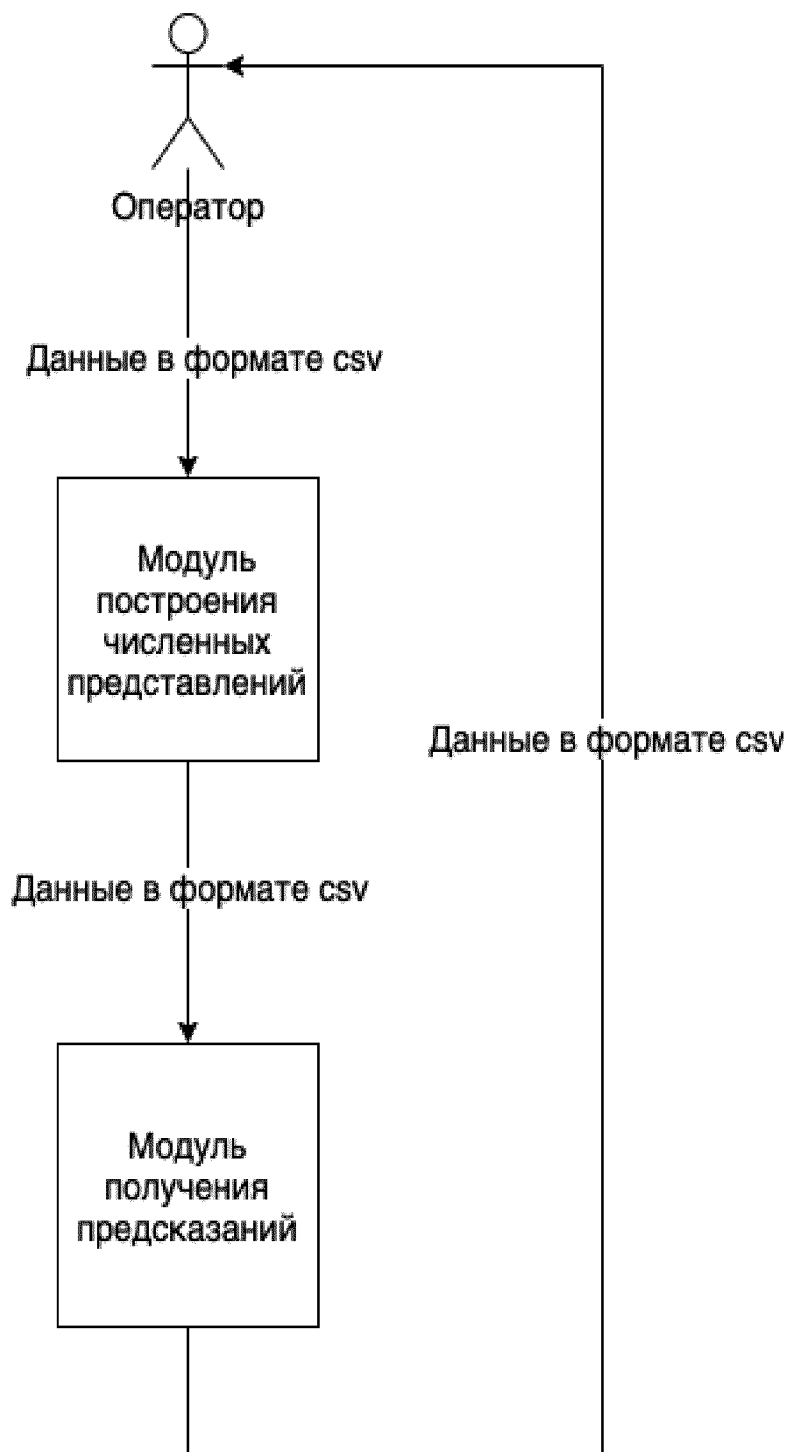 Оператор
Данные в формате csv
Модуль
построения
численных
представлений
Данные в формате csv
Данные в формате csv
Модуль
получения
предсказаний